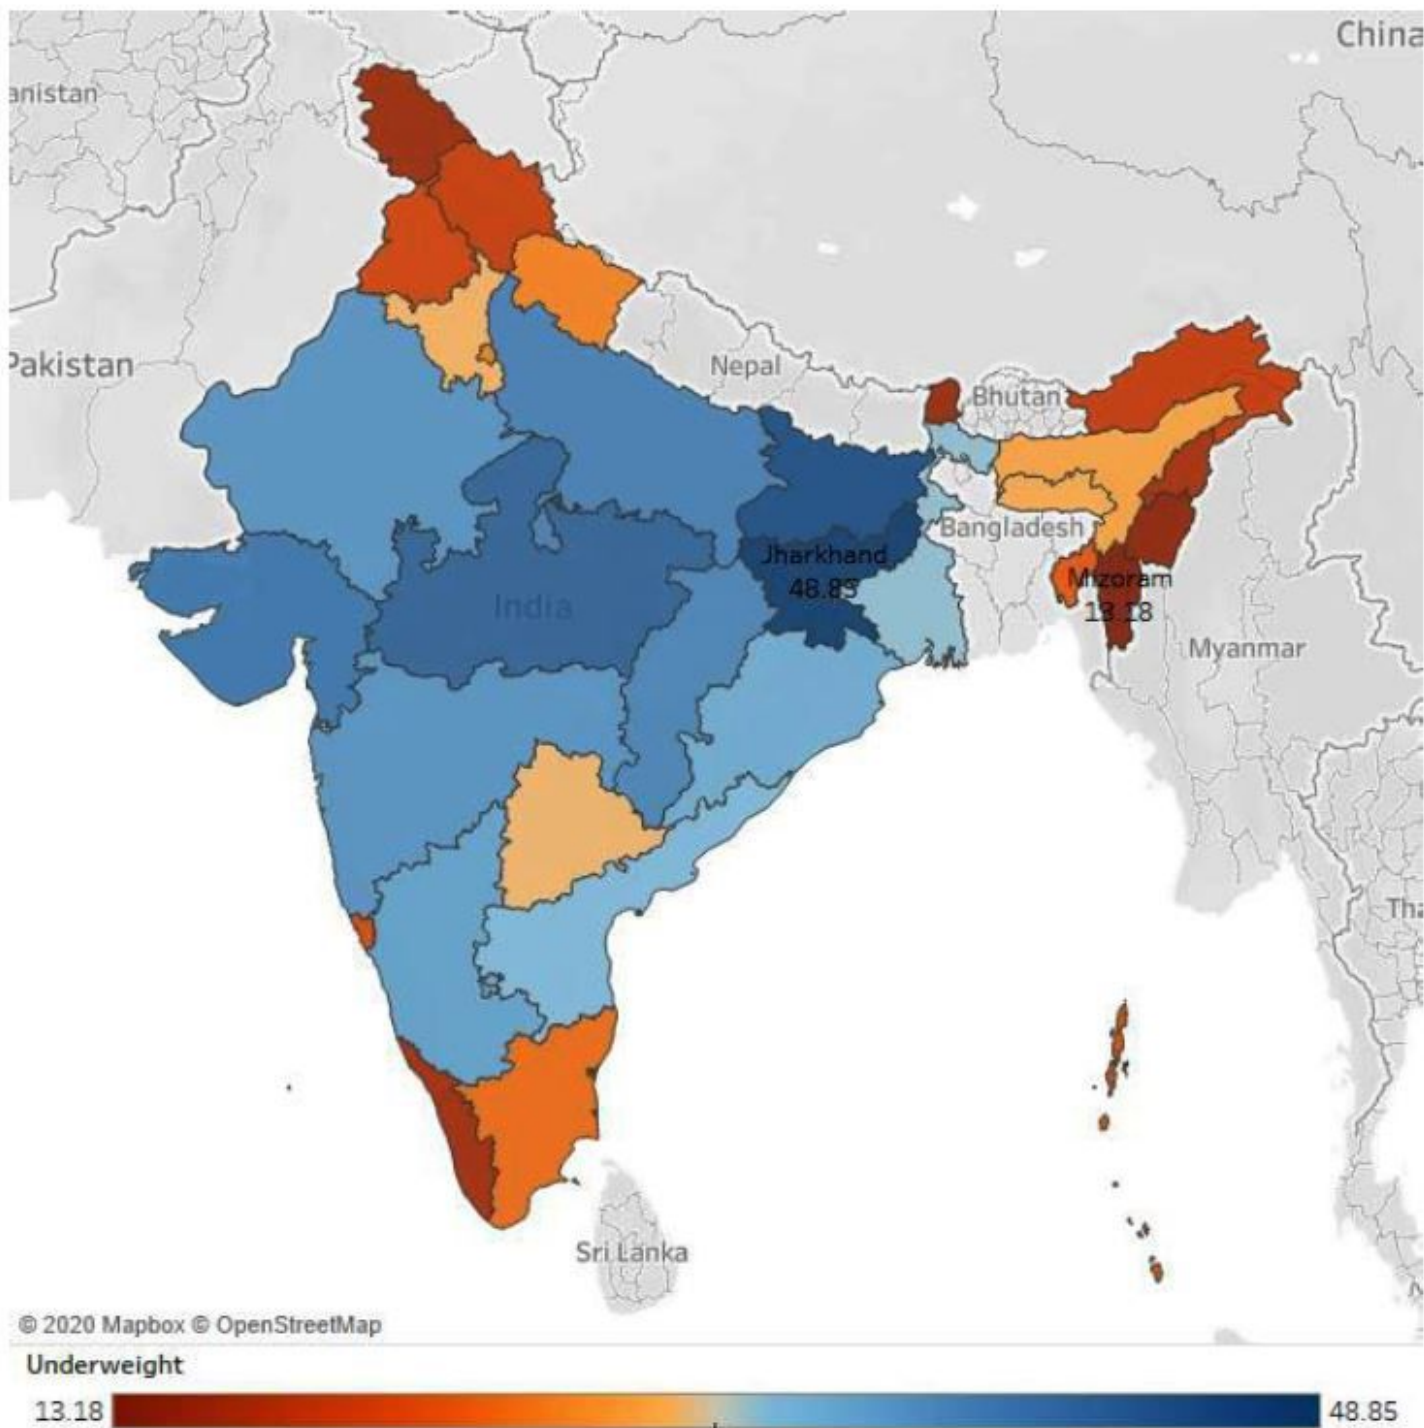 China
anistan
Pakistan
Nepal
Bhutan
Bangladesh
Jharkhand
48.85
India
Mizoram
13.18
Myanmar
Tha
Sri Lanka
© 2020 Mapbox © OpenStreetMap
Underweight
13.18
48.85